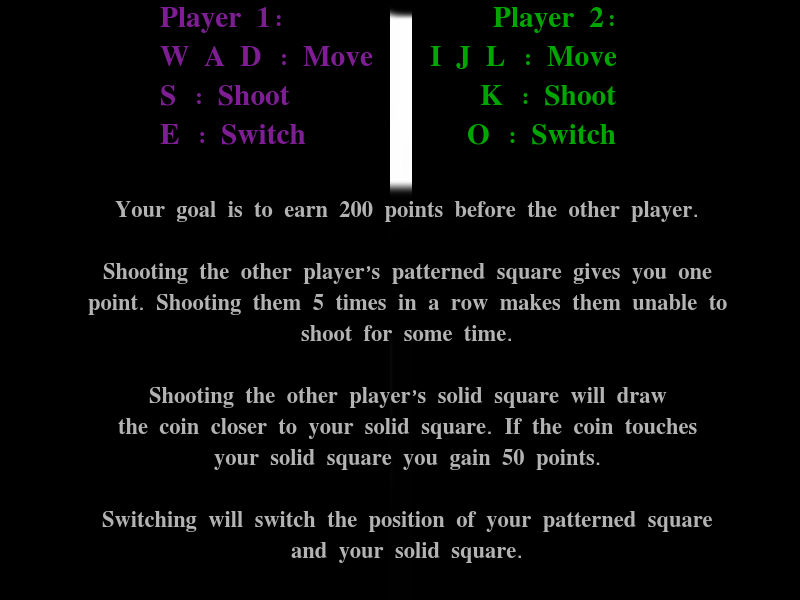 Player 1:
W A D : Move
S : Shoot
E : Switch
Player 2:
I J L : Move
K : Shoot
O : Switch
Your goal is to earn 200 points before the other player.
Shooting the other player's patterned square gives you one
point. Shooting them 5 times in a row makes them unable to
shoot for some time.
Shooting the other player's solid square will draw
the coin closer to your solid square. If the coin touches
your solid square you gain 50 points.
Switching will switch the position of your patterned square
and your solid square.